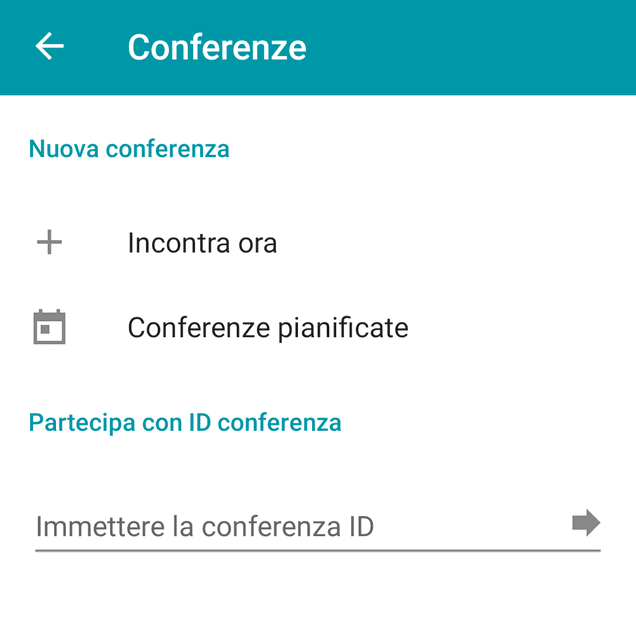 Conferenze
Nuova conferenza
Incontra ora
Conferenze pianificate
Partecipa con ID conferenza
Immettere la conferenza ID